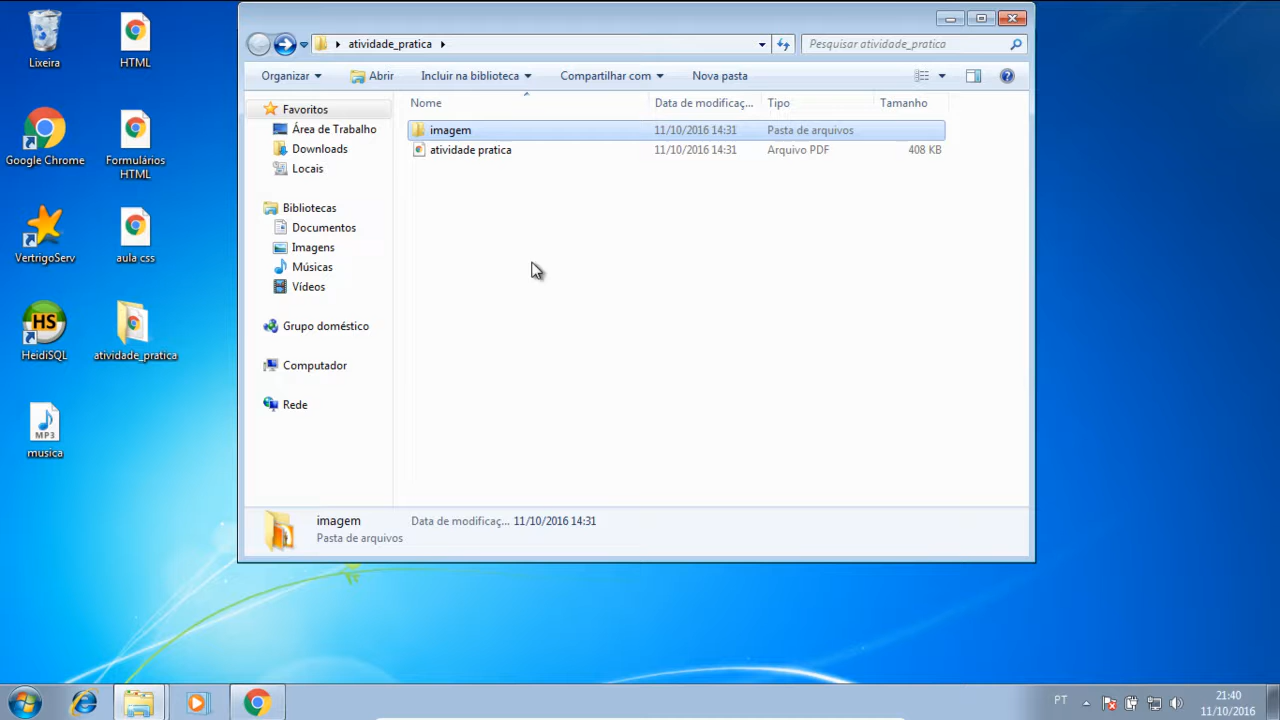 Lixeira
HTML
Google Chrome
Formulários
HTML
VertrigoServ
aula css
HS
HeidiSQL
atividade_pratica
MP3
musica
atividade_pratica
Pesquisar atividade_pratica
Organizar
Abrir
Incluir na biblioteca
Compartilhar com
Nova pasta
Favoritos
Área de Trabalho
Downloads
Locais
Bibliotecas
Documentos
Imagens
Músicas
Vídeos
Grupo doméstico
Computador
Rede
Nome
Data de modificaç...
Tipo
Tamanho
imagem
11/10/2016 14:31
Pasta de arquivos
atividade pratica
11/10/2016 14:31
Arquivo PDF
408 KB
imagem
Data de modificaç... 11/10/2016 14:31
Pasta de arquivos
PT
21:40
11/10/2016